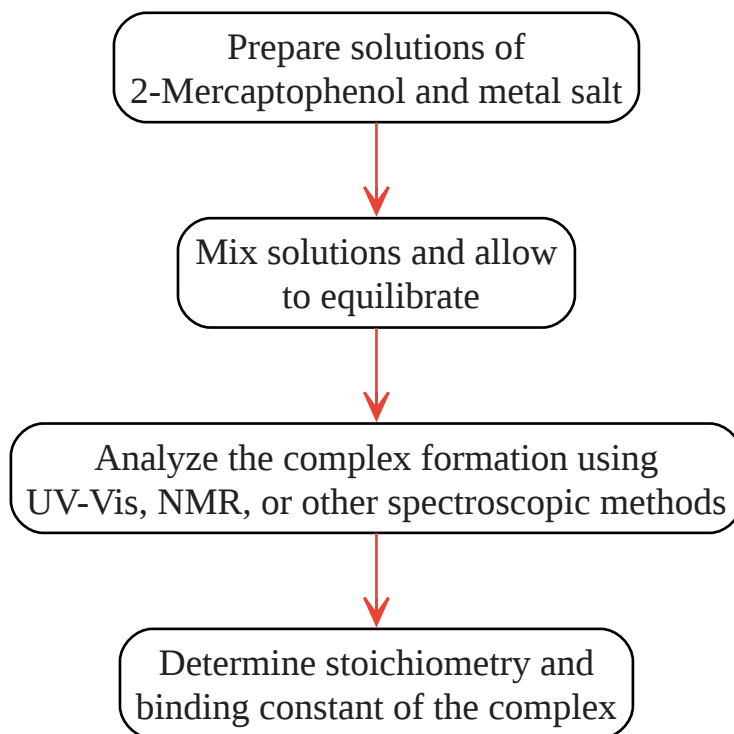 Prepare solutions of
2-Mercaptophenol and metal salt
Mix solutions and allow
to equilibrate
Analyze the complex formation using
UV-Vis, NMR, or other spectroscopic methods
Determine stoichiometry and
binding constant of the complex